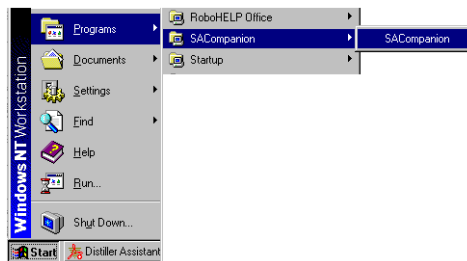 Programs
Documents
Settings
Find
Help
Run...
Shut Down...
Windows NT Workstation
Start
Distiller Assistant
RoboHELP Office
SACompanion
Startup
SACompanion